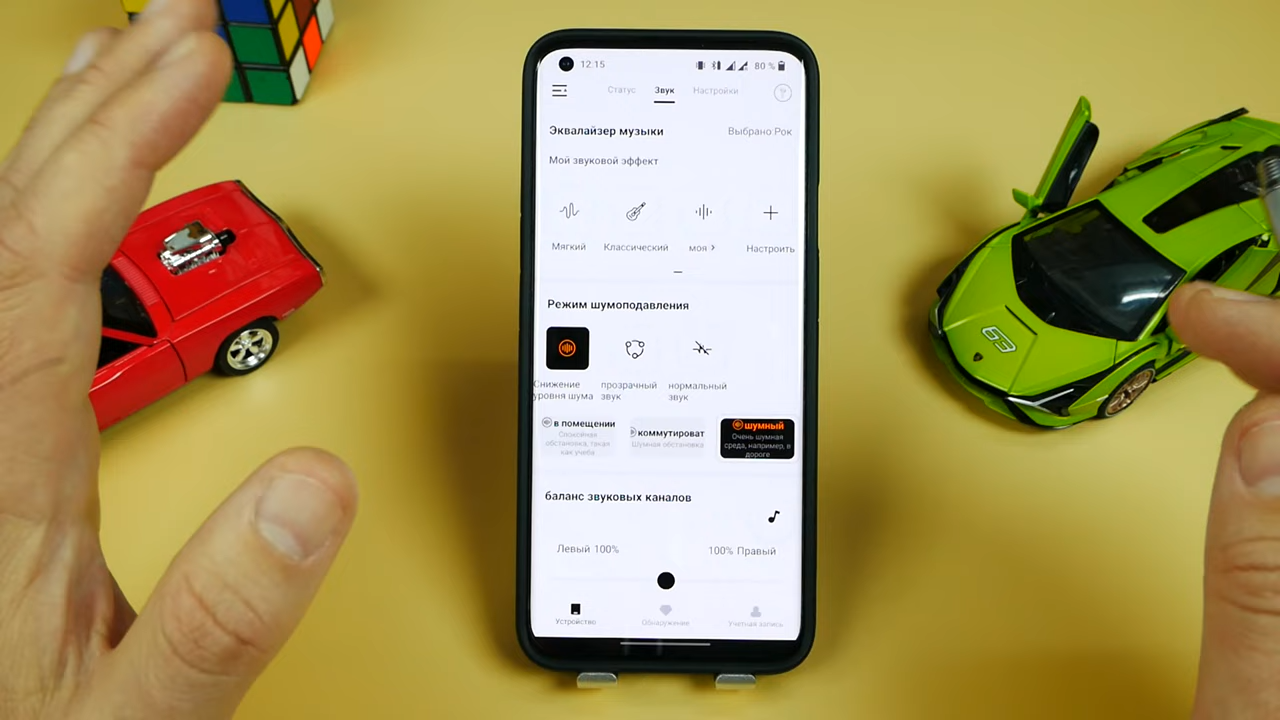 12:15
80 %
Статус Звук Настройки
?
Эквалайзер музыки Выбрано Рок
Мой звуковой эффект
Мягкий Классический моя > Настроить
Режим шумоподавления
Снижение уровня шума
прозрачный звук
нормальный звук
в помещении
Спокойная
обстановка, такая
как учеба
коммутироват
Шумная обстановка
шумный
Очень шумная
среда, например, в
дороге
баланс звуковых каналов
Левый 100% 100% Правый
Устройство Обнаружение Учетная запись
63